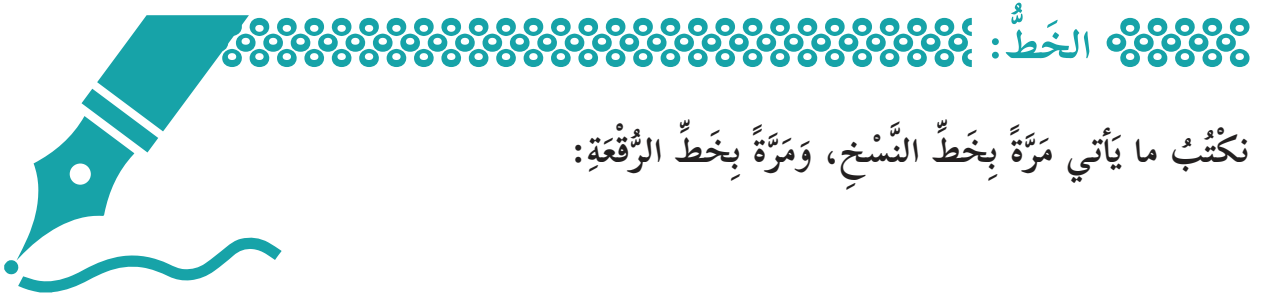 الخَطُّ:
نكْتُبُ ما يَأتي مَرَّةً بِخَطِّ النَّسْخِ، وَمَرَّةً بِخَطِّ الرُّقْعَةِ: